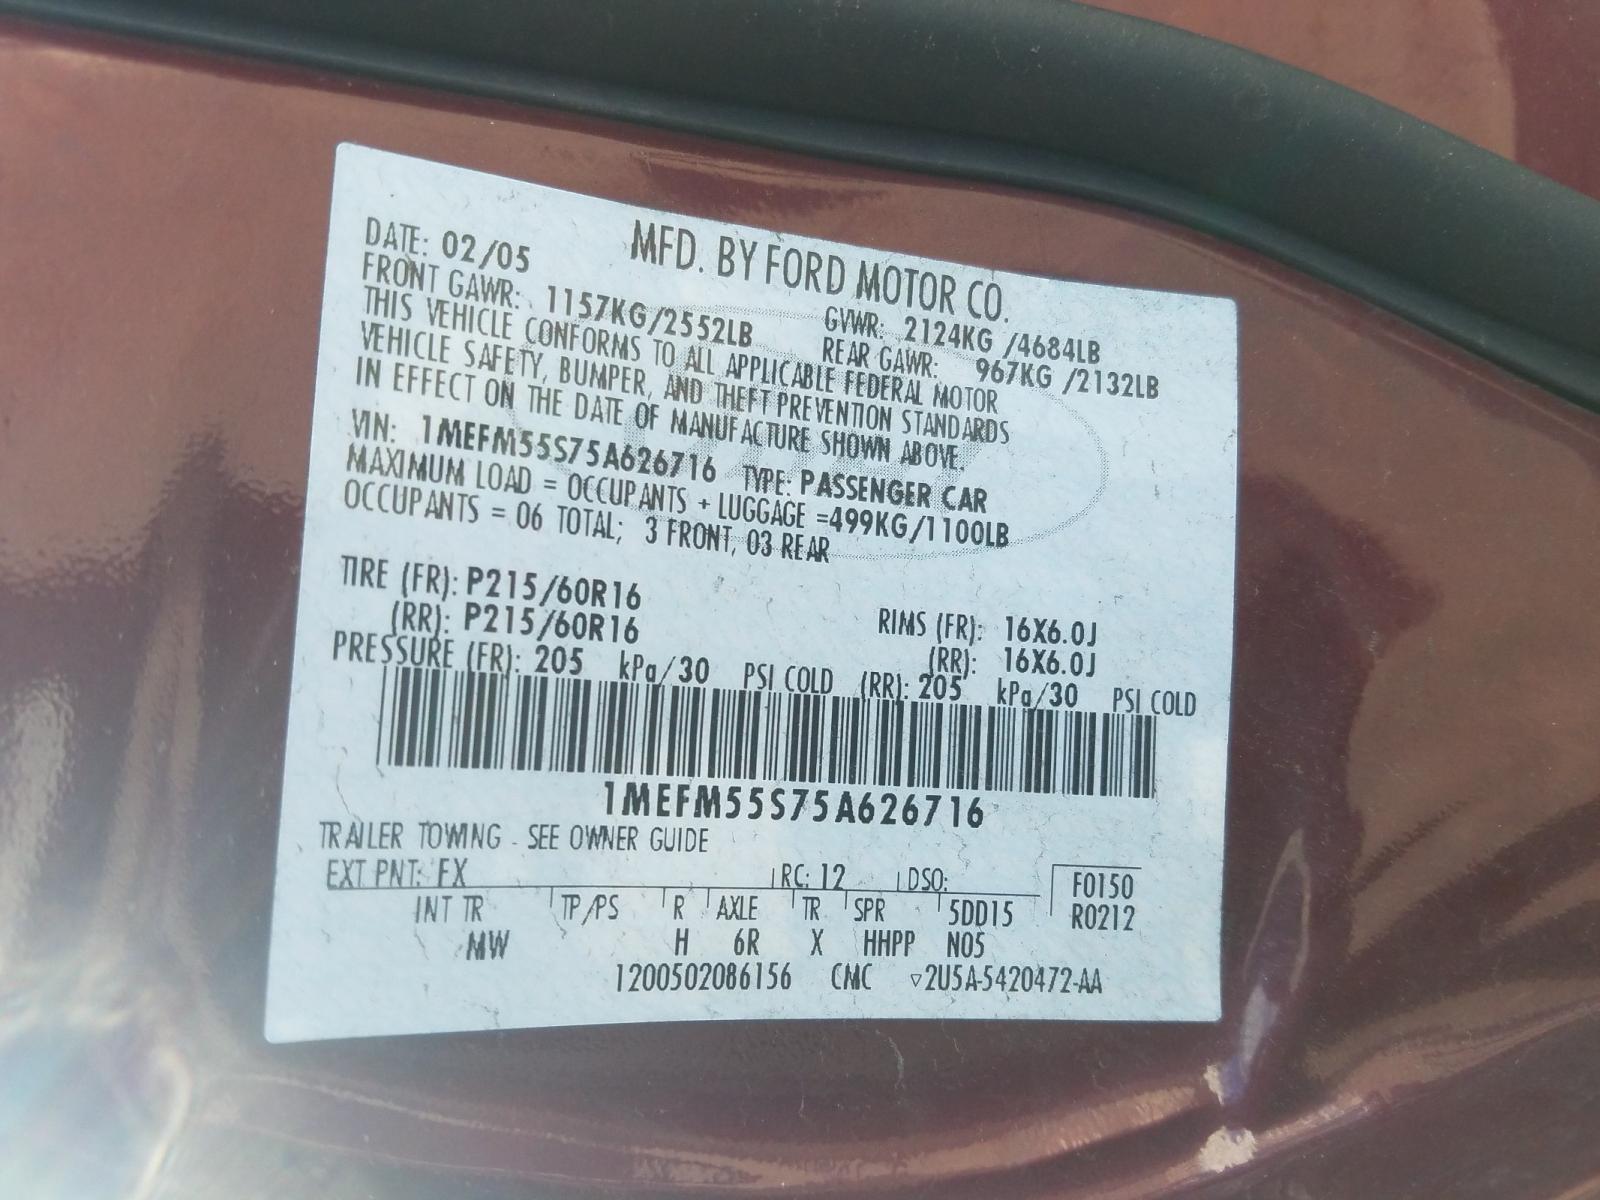 MFD. BY FORD MOTOR CO.
DATE: 02/05 GVWR: 2124KG /4684LB
FRONT GAWR: 1157KG/2552LB REAR GAWR: 967KG /2132LB
THIS VEHICLE CONFORMS TO ALL APPLICABLE FEDERAL MOTOR
VEHICLE SAFETY, BUMPER, AND THEFT PREVENTION STANDARDS
IN EFFECT ON THE DATE OF MANUFACTURE SHOWN ABOVE.
VIN: 1MEFM55S75A626716 TYPE: PASSENGER CAR
MAXIMUM LOAD = OCCUPANTS + LUGGAGE =499KG/1100LB
OCCUPANTS = 06 TOTAL; 3 FRONT, 03 REAR
TIRE (FR): P215/60R16 RIMS (FR): 16X6.0J
(RR): P215/60R16 (RR): 16X6.0J
PRESSURE (FR): 205 kPa/30 PSI COLD (RR): 205 kPa/30 PSI COLD
1MEFM55S75A626716
TRAILER TOWING - SEE OWNER GUIDE
EXT PNT: FX RC: 12 DSO: F0150
INT TR TP/PS R AXLE TR SPR 5DD15 R0212
MW H 6R X HHPP N05
1200502086156 CMC ▿2U5A-5420472-AA